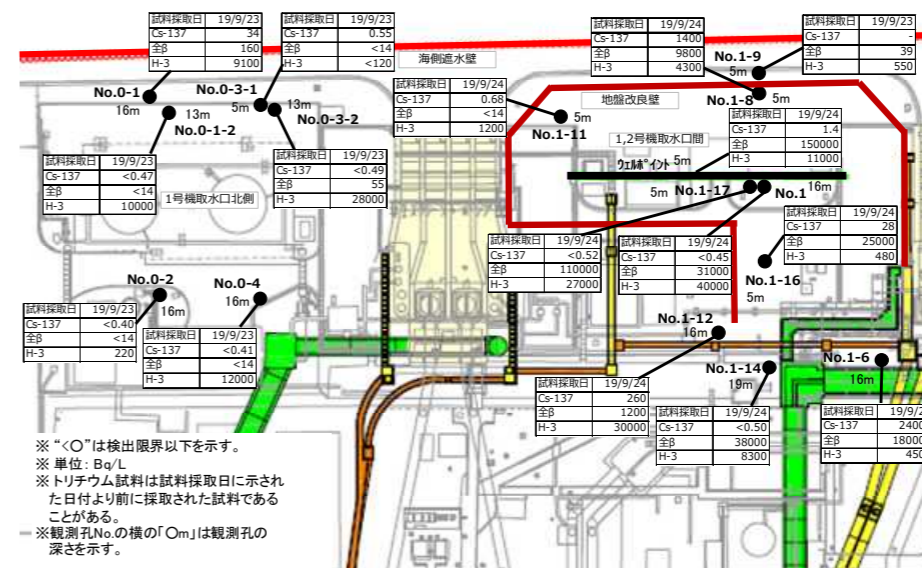 試料採取日 19/9/23
Cs-137 34
全β 160
H-3 9100
試料採取日 19/9/23
Cs-137 0.55
全β <14
H-3 <120
海側遮水壁
試料採取日 19/9/24
Cs-137 1400
全β 9800
H-3 4300
試料採取日 19/9/23
Cs-137 -
全β 39
H-3 550
No.0-1
16m
No.0-3-1
5m
13m
No.0-1-2
13m
No.0-3-2
試料採取日 19/9/24
Cs-137 0.68
全β <14
H-3 1200
5m
No.1-11
地盤改良壁
No.1-9
5m
No.1-8
5m
1,2号機取水口間
試料採取日 19/9/24
Cs-137 1.4
全β 150000
H-3 11000
ウェルポイント 5m
試料採取日 19/9/23
Cs-137 <0.47
全β <14
H-3 10000
1号機取水口北側
試料採取日 19/9/23
Cs-137 <0.49
全β 55
H-3 28000
5m No.1-17
No.1 16m
試料採取日 19/9/24
Cs-137 28
全β 25000
H-3 480
試料採取日 19/9/24
Cs-137 <0.52
全β 110000
H-3 27000
試料採取日 19/9/24
Cs-137 <0.45
全β 31000
H-3 40000
No.1-16
5m
No.0-2
16m
No.0-4
16m
試料採取日 19/9/23
Cs-137 <0.40
全β <14
H-3 220
試料採取日 19/9/23
Cs-137 <0.41
全β <14
H-3 12000
No.1-12
16m
No.1-14
19m
No.1-6
16m
試料採取日 19/9/24
Cs-137 260
全β 1200
H-3 30000
試料採取日 19/9/24
Cs-137 <0.50
全β 38000
H-3 8300
試料採取日 19/9/2
Cs-137 2400
全β 18000
H-3 450
※ “<○”は検出限界以下を示す。
※ 単位：Bq/L
※ トリチウム試料は試料採取日に示され
た日付より前に採取された試料である
ことがある。
※観測孔No.の横の「○m」は観測孔の
深さを示す。